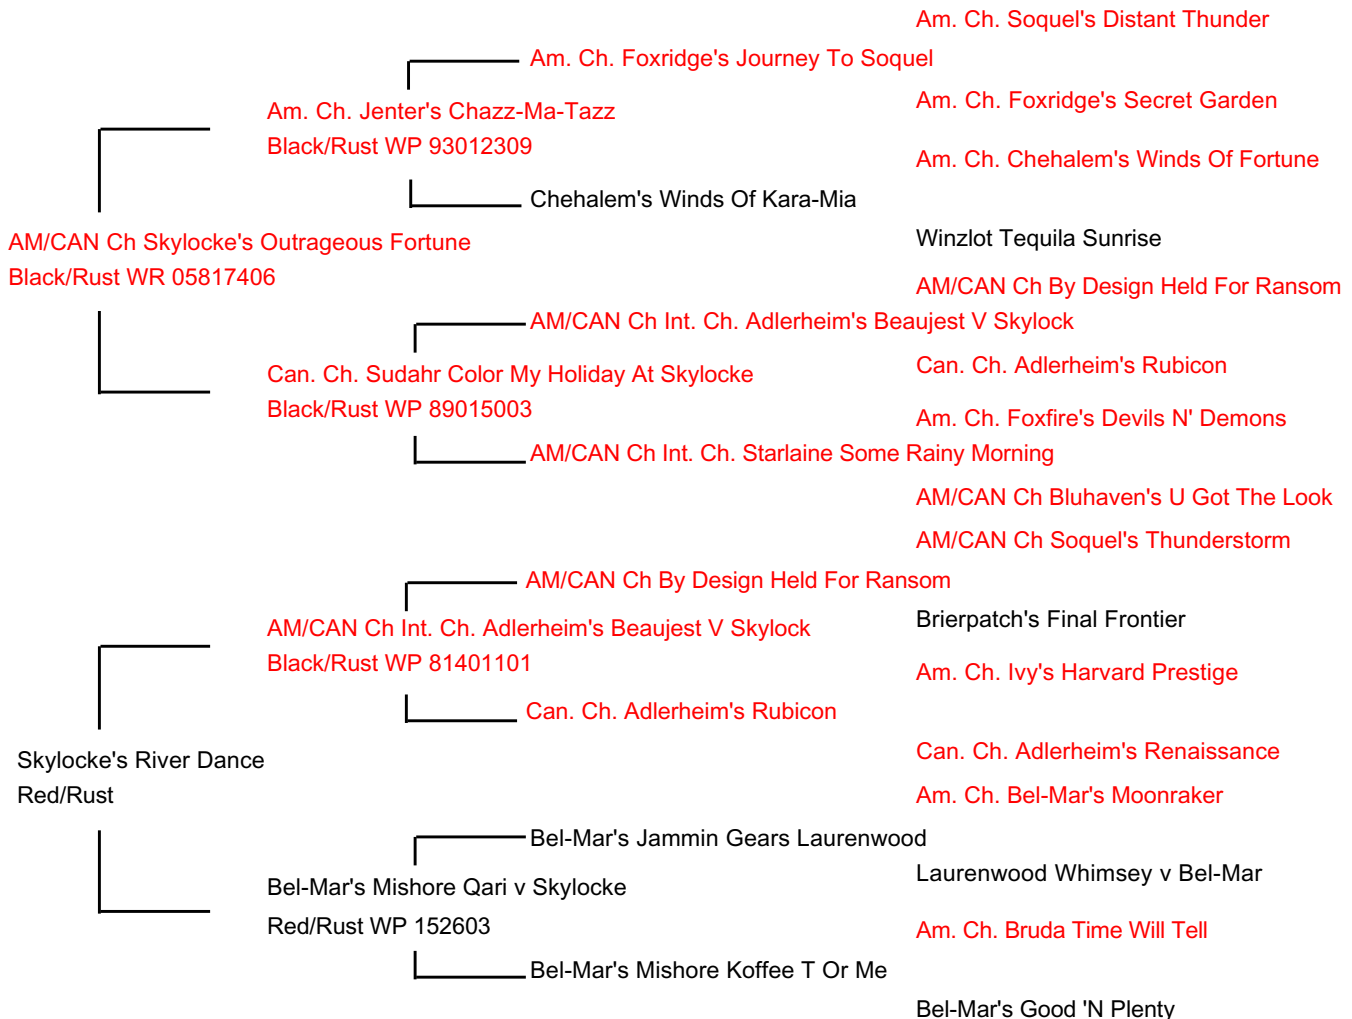 Am. Ch. Soquel's Distant Thunder
Am. Ch. Foxridge's Journey To Soquel
Am. Ch. Jenter's Chazz-Ma-Tazz
Black/Rust WP 93012309
Am. Ch. Foxridge's Secret Garden
Am. Ch. Chehalem's Winds Of Fortune
Chehalem's Winds Of Kara-Mia
AM/CAN Ch Skylocke's Outrageous Fortune
Black/Rust WR 05817406
Winzlot Tequila Sunrise
AM/CAN Ch By Design Held For Ransom
AM/CAN Ch Int. Ch. Adlerheim's Beaujest V Skylock
Can. Ch. Sudahr Color My Holiday At Skylocke
Black/Rust WP 89015003
Can. Ch. Adlerheim's Rubicon
Am. Ch. Foxfire's Devils N' Demons
AM/CAN Ch Int. Ch. Starlaine Some Rainy Morning
AM/CAN Ch Bluhaven's U Got The Look
AM/CAN Ch Soquel's Thunderstorm
AM/CAN Ch By Design Held For Ransom
AM/CAN Ch Int. Ch. Adlerheim's Beaujest V Skylock
Black/Rust WP 81401101
Brierpatch's Final Frontier
Am. Ch. Ivy's Harvard Prestige
Can. Ch. Adlerheim's Rubicon
Skylocke's River Dance
Red/Rust
Can. Ch. Adlerheim's Renaissance
Am. Ch. Bel-Mar's Moonraker
Bel-Mar's Jammin Gears Laurenwood
Bel-Mar's Mishore Qari v Skylocke
Red/Rust WP 152603
Laurenwood Whimsey v Bel-Mar
Am. Ch. Bruda Time Will Tell
Bel-Mar's Mishore Koffee T Or Me
Bel-Mar's Good 'N Plenty